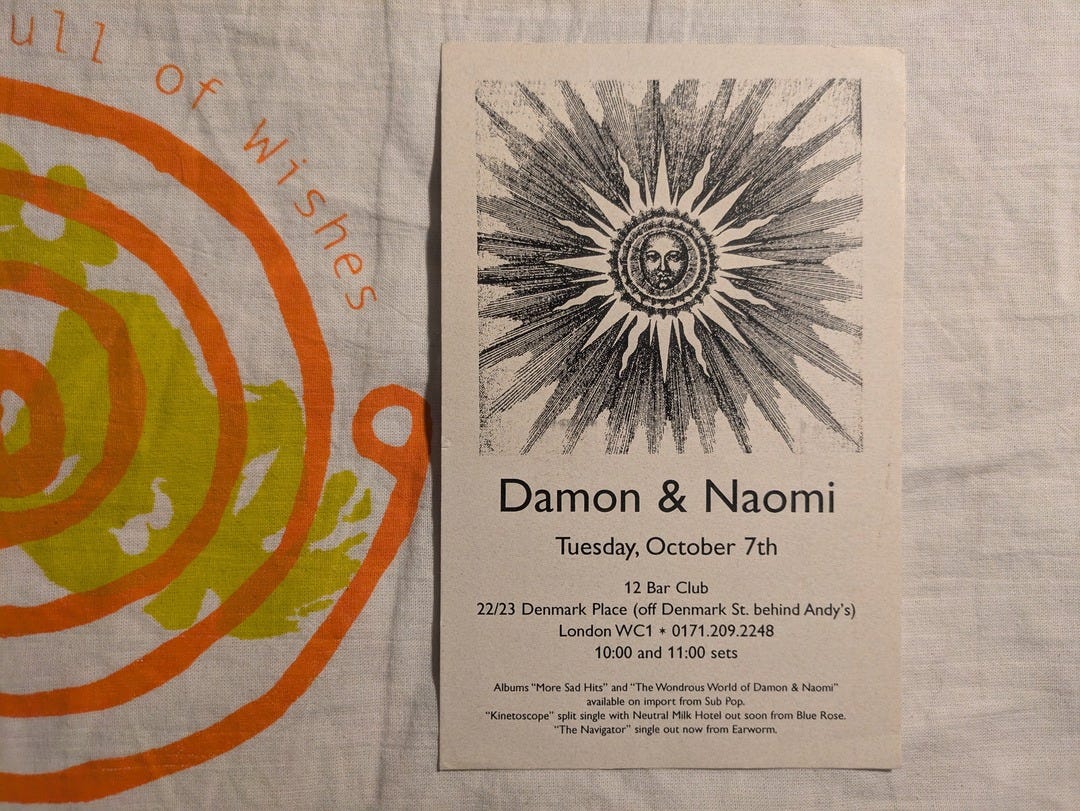 ull of Wishes
Damon & Naomi
Tuesday, October 7th
12 Bar Club
22/23 Denmark Place (off Denmark St. behind Andy's)
London WC1 ✶ 0171.209.2248
10:00 and 11:00 sets
Albums "More Sad Hits" and "The Wondrous World of Damon & Naomi"
available on import from Sub Pop.
"Kinetoscope" split single with Neutral Milk Hotel out soon from Blue Rose.
"The Navigator" single out now from Earworm.